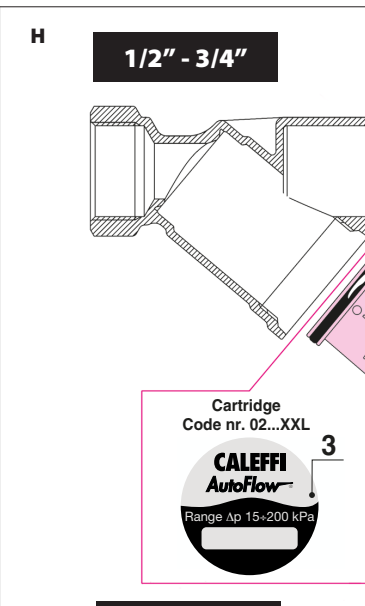 H
1/2” - 3/4”
Cartridge
Code nr. 02...XXL
3
CALEFFI
AutoFlow®
Range Δp 15÷200 kPa